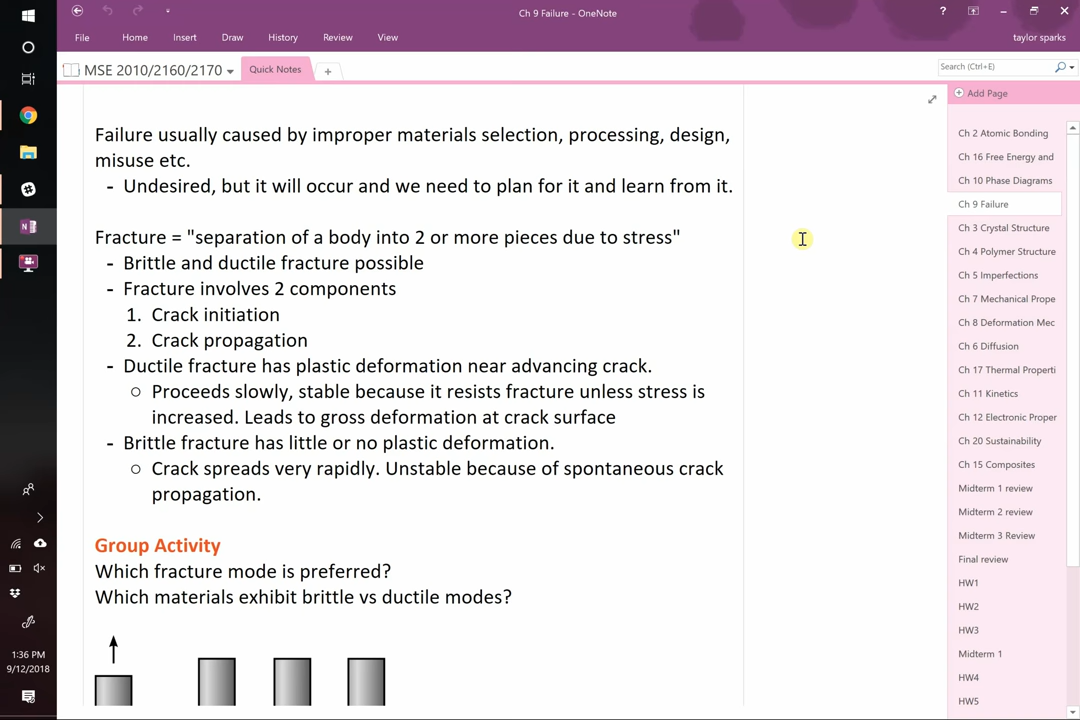 Ch 9 Failure - OneNote
?
File Home Insert Draw History Review View
taylor sparks
MSE 2010/2160/2170
Quick Notes
+
Search (Ctrl+E)
Add Page
Failure usually caused by improper materials selection, processing, design,
misuse etc.
- Undesired, but it will occur and we need to plan for it and learn from it.
Fracture = "separation of a body into 2 or more pieces due to stress"
- Brittle and ductile fracture possible
- Fracture involves 2 components
1. Crack initiation
2. Crack propagation
- Ductile fracture has plastic deformation near advancing crack.
○ Proceeds slowly, stable because it resists fracture unless stress is
increased. Leads to gross deformation at crack surface
- Brittle fracture has little or no plastic deformation.
○ Crack spreads very rapidly. Unstable because of spontaneous crack
propagation.
Group Activity
Which fracture mode is preferred?
Which materials exhibit brittle vs ductile modes?
Ch 2 Atomic Bonding
Ch 16 Free Energy and
Ch 10 Phase Diagrams
Ch 9 Failure
Ch 3 Crystal Structure
Ch 4 Polymer Structure
Ch 5 Imperfections
Ch 7 Mechanical Prope
Ch 8 Deformation Mec
Ch 6 Diffusion
Ch 17 Thermal Properti
Ch 11 Kinetics
Ch 12 Electronic Proper
Ch 20 Sustainability
Ch 15 Composites
Midterm 1 review
Midterm 2 review
Midterm 3 Review
Final review
HW1
HW2
HW3
Midterm 1
HW4
HW5
1:36 PM
9/12/2018